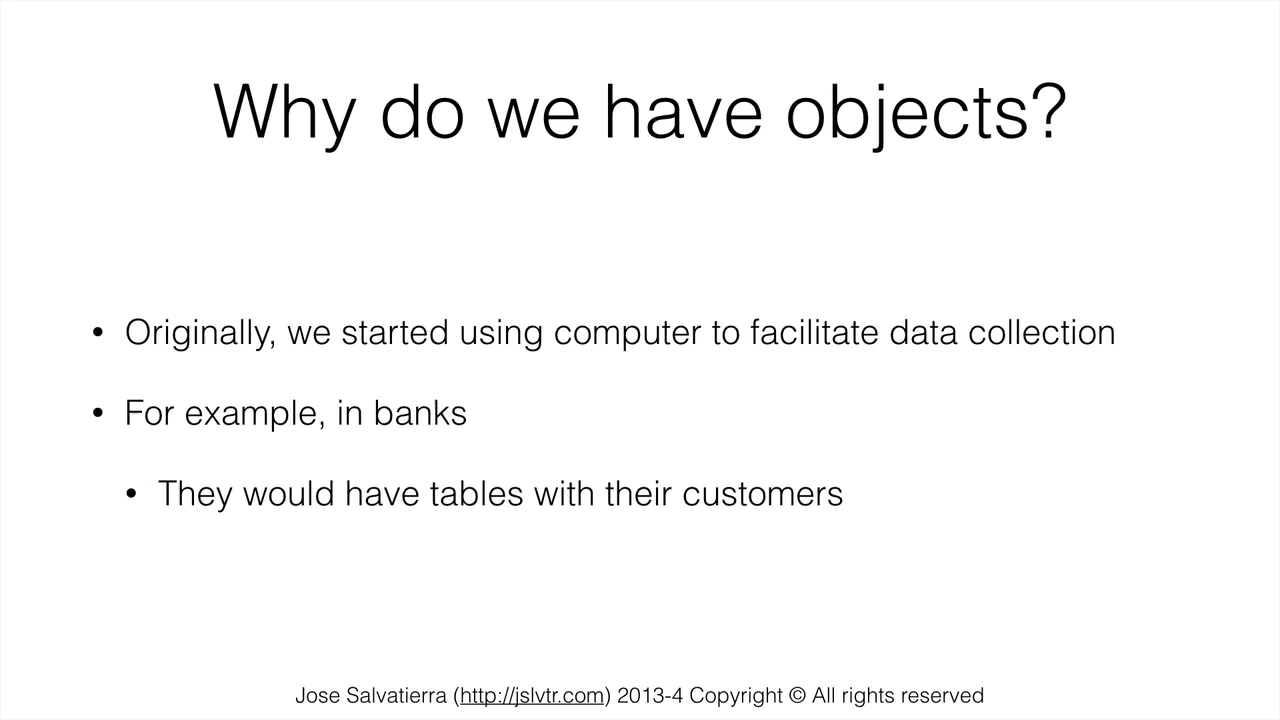 Why do we have objects?
• Originally, we started using computer to facilitate data collection
• For example, in banks
• They would have tables with their customers
Jose Salvatierra (http://jslvtr.com) 2013-4 Copyright © All rights reserved